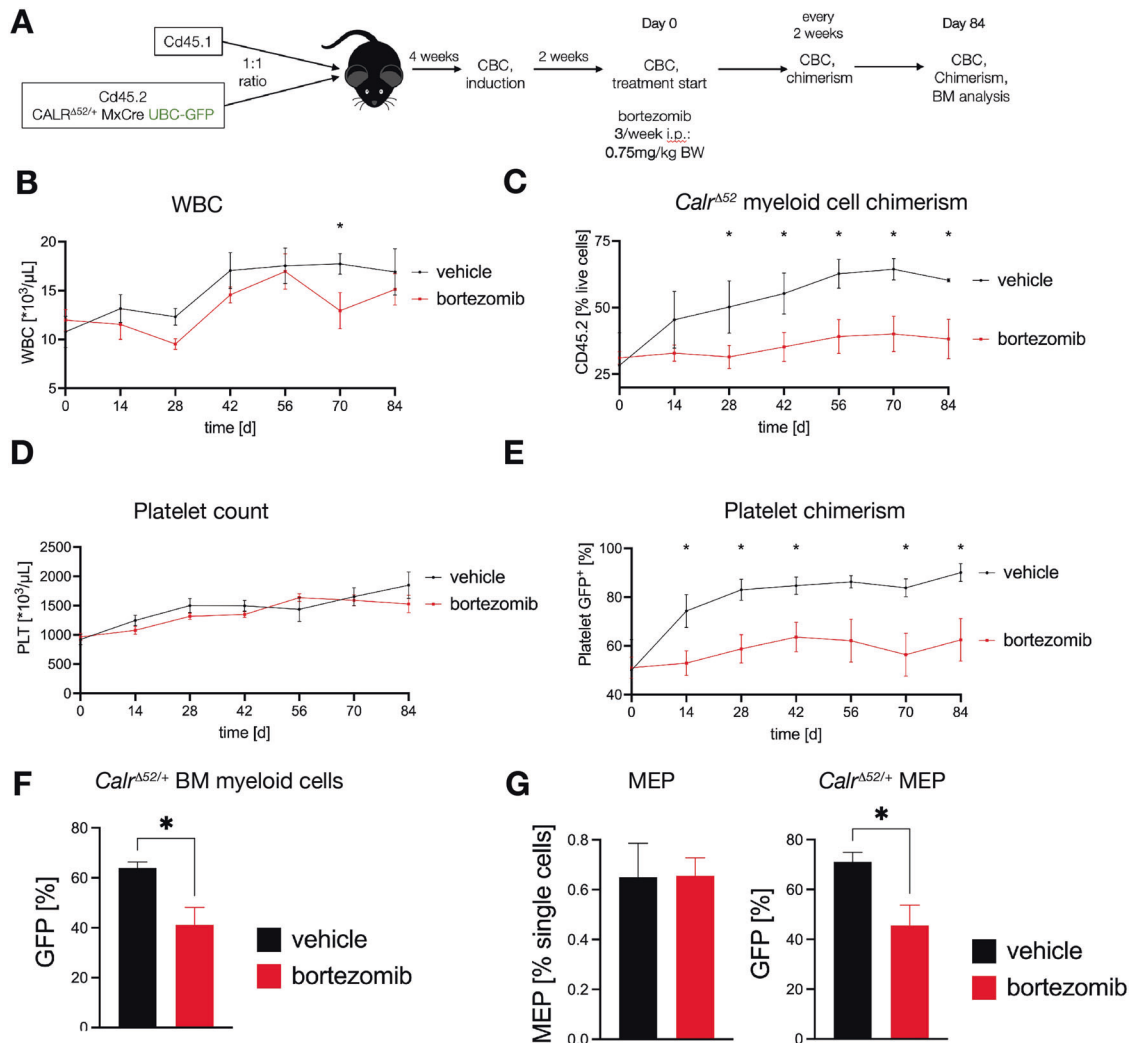 A
Cd45.1
1:1
ratio
Cd45.2
CALRΔ52/+ MxCre UBC-GFP
4 weeks
CBC,
induction
2 weeks
Day 0
CBC,
treatment start
bortezomib
3/week i.p.:
0.75mg/kg BW
every
2 weeks
CBC,
chimerism
Day 84
CBC,
Chimerism,
BM analysis
B
WBC
WBC [*10³/µL]
20
15
10
5
*
vehicle
bortezomib
0 14 28 42 56 70 84
time [d]
C
CalrΔ52 myeloid cell chimerism
CD45.2 [% live cells]
75
50
25
* * * * *
vehicle
bortezomib
0 14 28 42 56 70 84
time [d]
D
Platelet count
PLT [*10³/µL]
2500
2000
1500
1000
500
0
vehicle
bortezomib
0 14 28 42 56 70 84
time [d]
E
Platelet chimerism
Platelet GFP⁺ [%]
100
80
60
40
* * * * *
vehicle
bortezomib
0 14 28 42 56 70 84
time [d]
F
CalrΔ52/+ BM myeloid cells
GFP [%]
80
60
40
20
0
*
vehicle
bortezomib
G
MEP
MEP [% single cells]
0.8
0.6
0.4
0.2
0.0
CalrΔ52/+ MEP
GFP [%]
80
60
40
20
0
*
vehicle
bortezomib